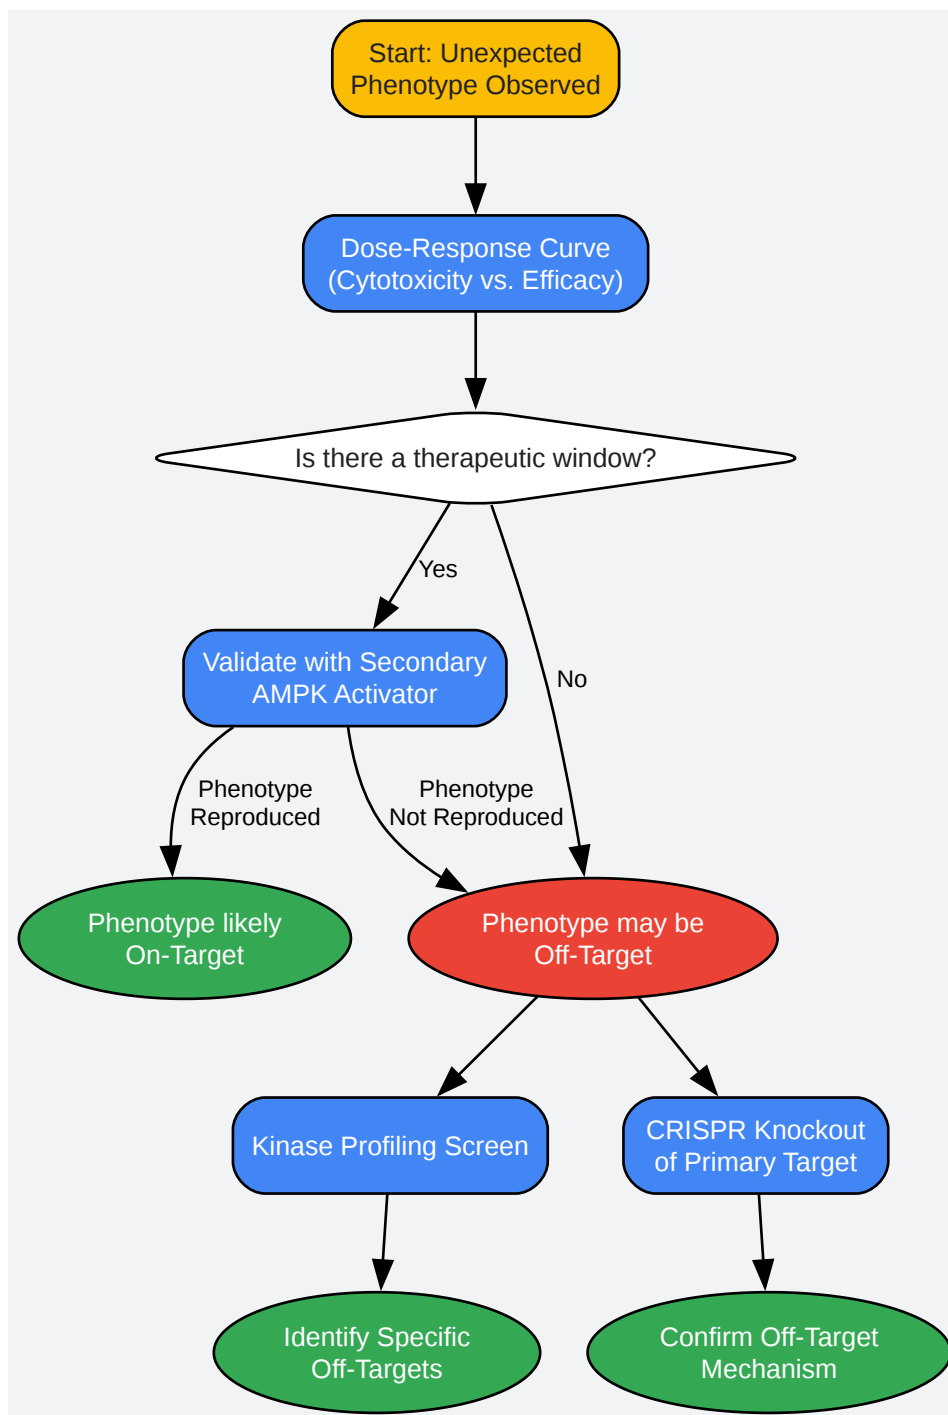 Start: Unexpected
Phenotype Observed
Dose-Response Curve
(Cytotoxicity vs. Efficacy)
Is there a therapeutic window?
Yes
No
Validate with Secondary
AMPK Activator
Phenotype
Reproduced
Phenotype
Not Reproduced
Phenotype likely
On-Target
Phenotype may be
Off-Target
Kinase Profiling Screen
CRISPR Knockout
of Primary Target
Identify Specific
Off-Targets
Confirm Off-Target
Mechanism